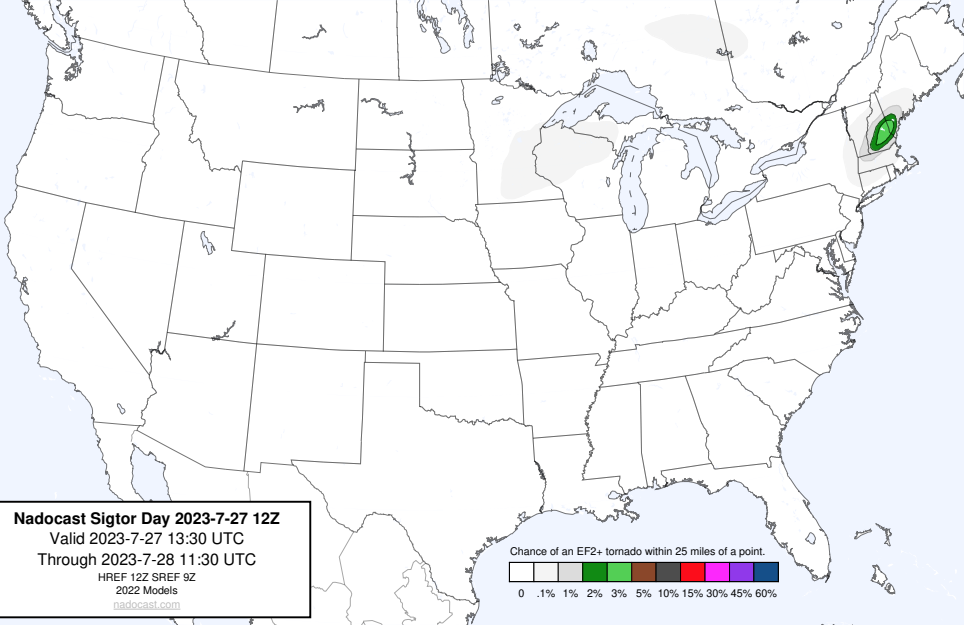 Nadocast Sigtor Day 2023-7-27 12Z
Valid 2023-7-27 13:30 UTC
Through 2023-7-28 11:30 UTC
HREF 12Z SREF 9Z
2022 Models
nadocast.com
Chance of an EF2+ tornado within 25 miles of a point.
0 .1% 1% 2% 3% 5% 10% 15% 30% 45% 60%